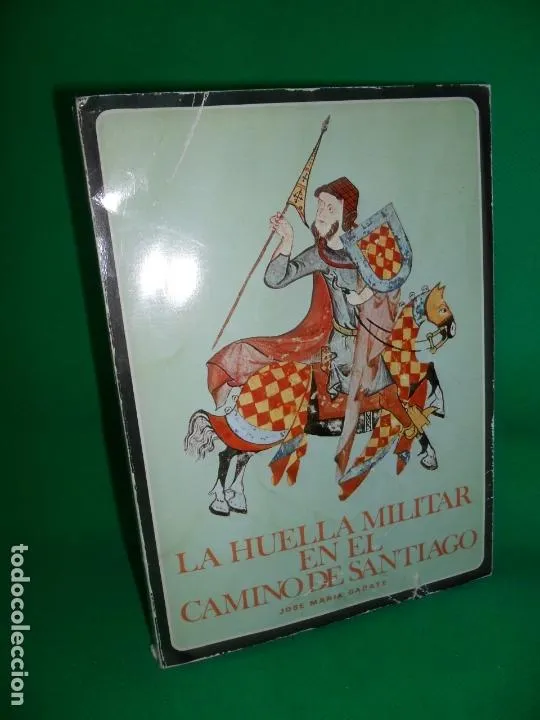 LA HUELLA MILITAR
EN EL
CAMINO DE SANTIAGO
JOSE MARIA GARATE
todocoleccion